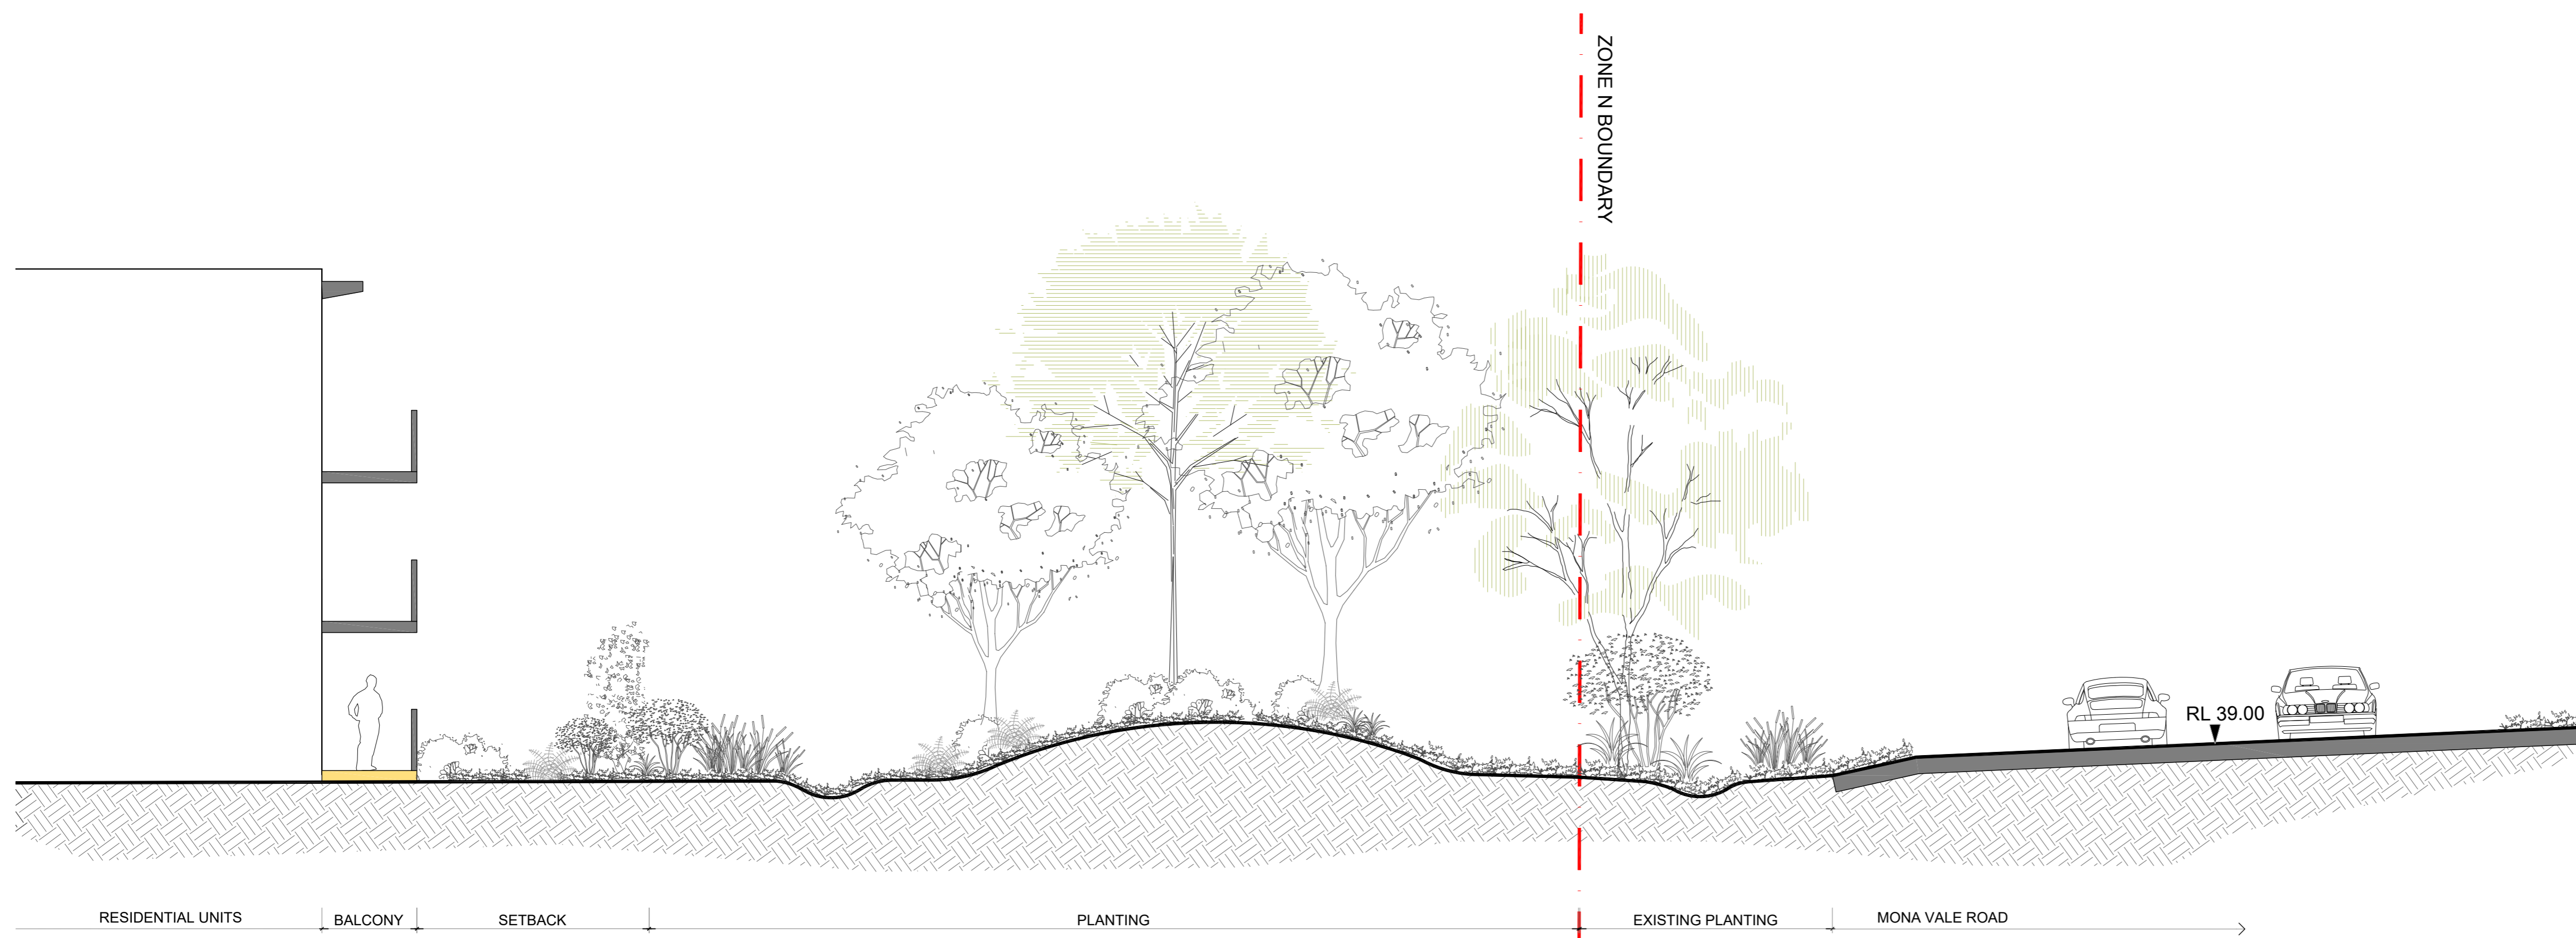 ZONE N BOUNDARY
RL 39.00
RESIDENTIAL UNITS
BALCONY
SETBACK
PLANTING
EXISTING PLANTING
MONA VALE ROAD